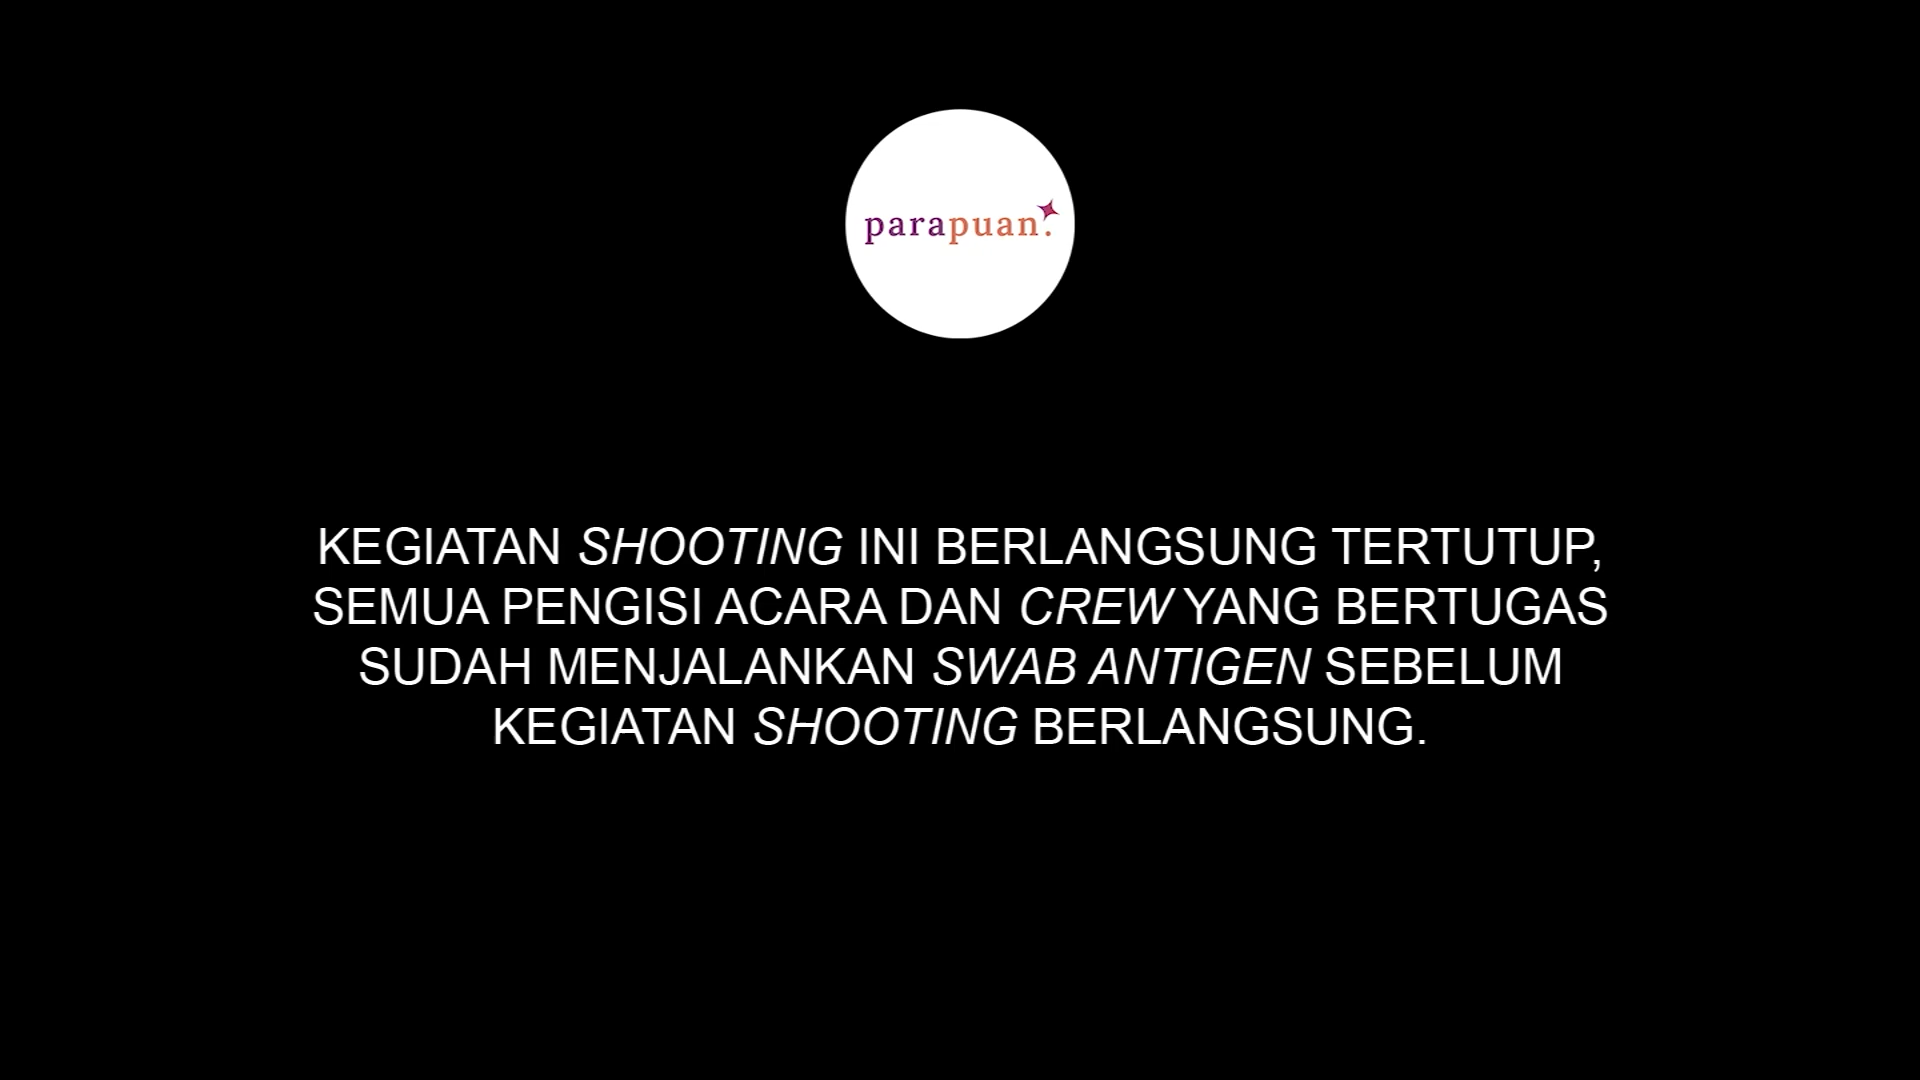 parapuan.
KEGIATAN SHOOTING INI BERLANGSUNG TERTUTUP,
SEMUA PENGISI ACARA DAN CREW YANG BERTUGAS
SUDAH MENJALANKAN SWAB ANTIGEN SEBELUM
KEGIATAN SHOOTING BERLANGSUNG.